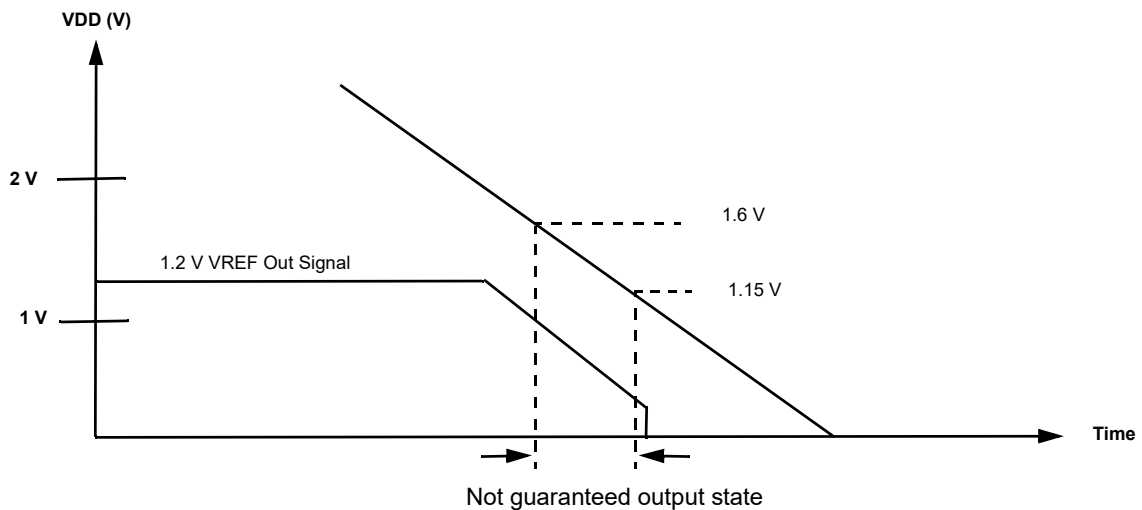 VDD (V)
2 V
1.6 V
1.2 V VREF Out Signal
1.15 V
1 V
Time
Not guaranteed output state